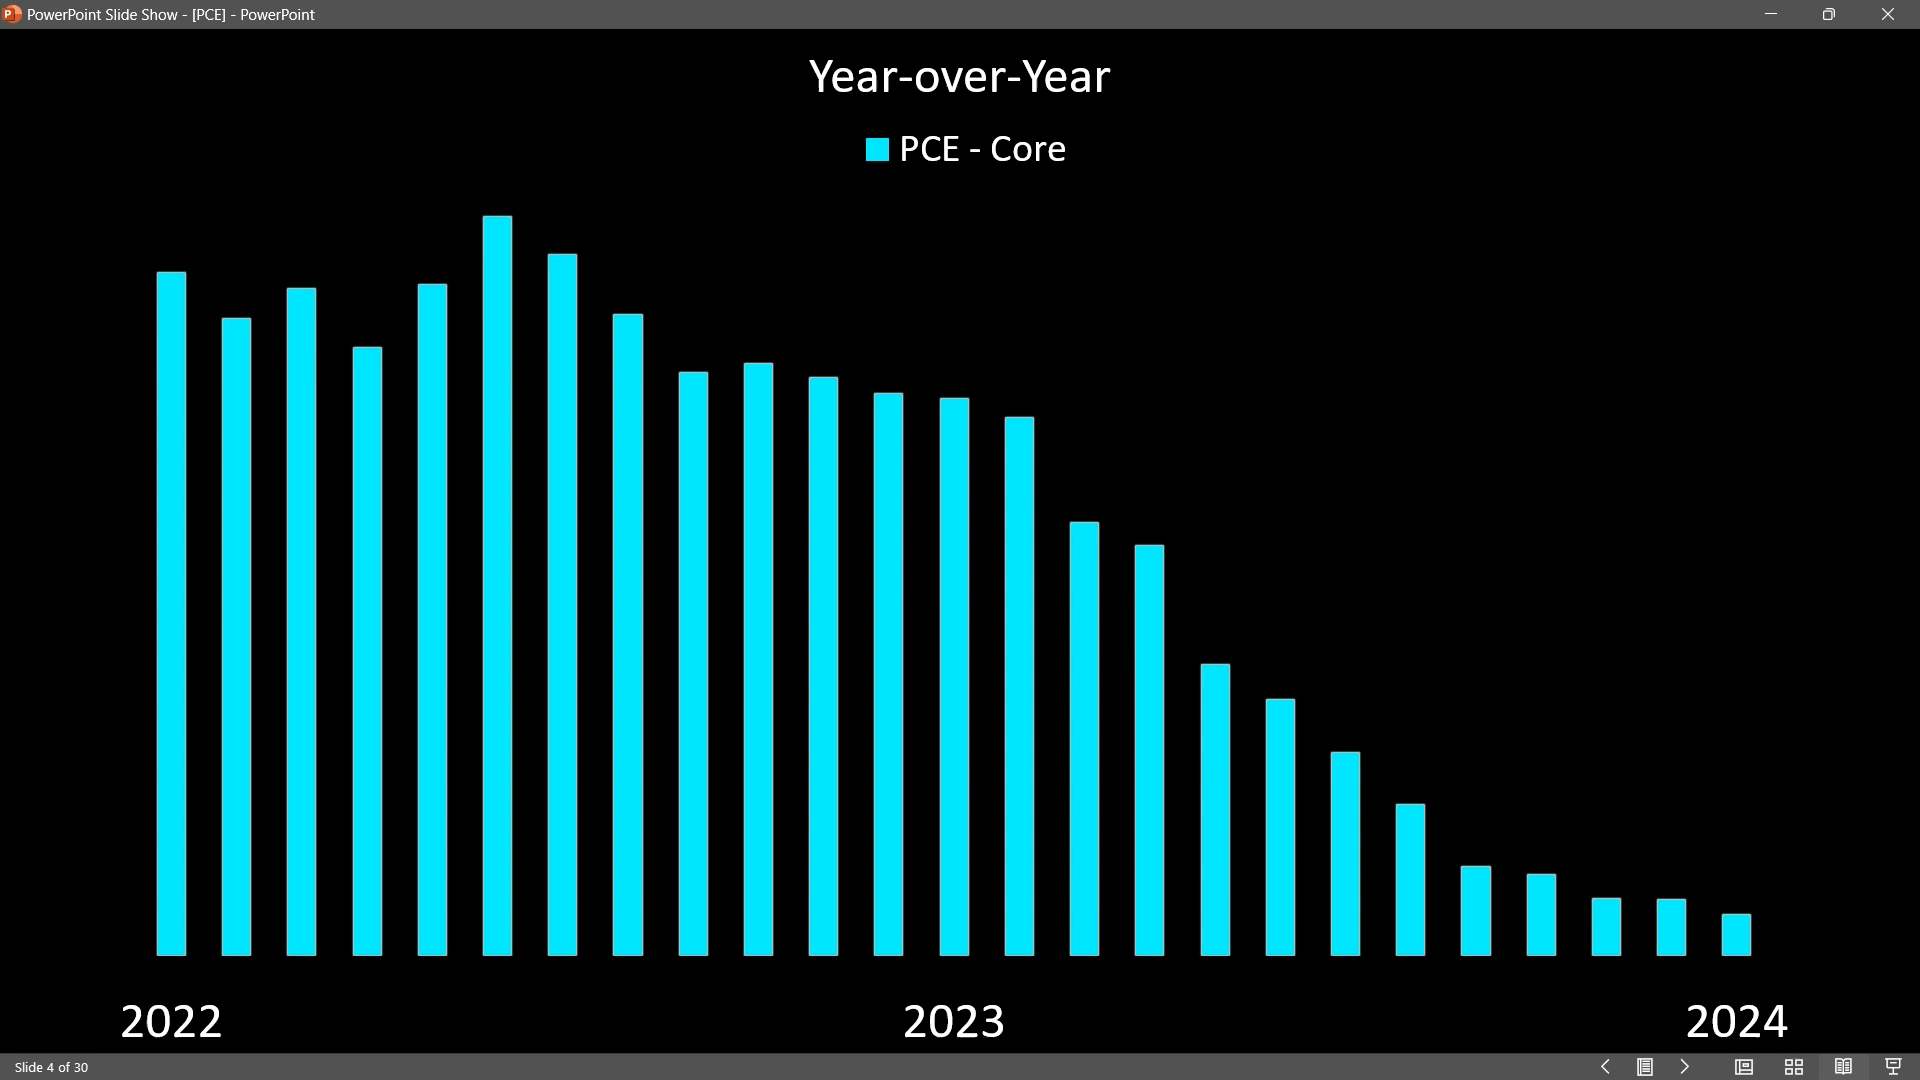 PowerPoint Slide Show - [PCE] - PowerPoint
Year-over-Year
PCE - Core
2022 2023 2024
Slide 4 of 30